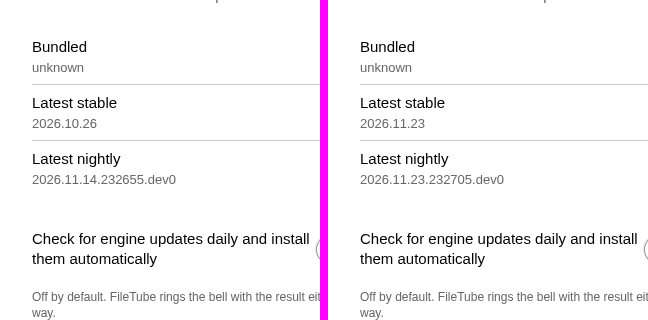 Bundled
unknown
Latest stable
2026.10.26
Latest nightly
2026.11.14.232655.dev0
Check for engine updates daily and install
them automatically
Off by default. FileTube rings the bell with the result
way.
Bundled
unknown
Latest stable
2026.11.23
Latest nightly
2026.11.23.232705.dev0
Check for engine updates daily and install
them automatically
Off by default. FileTube rings the bell with the result
way.